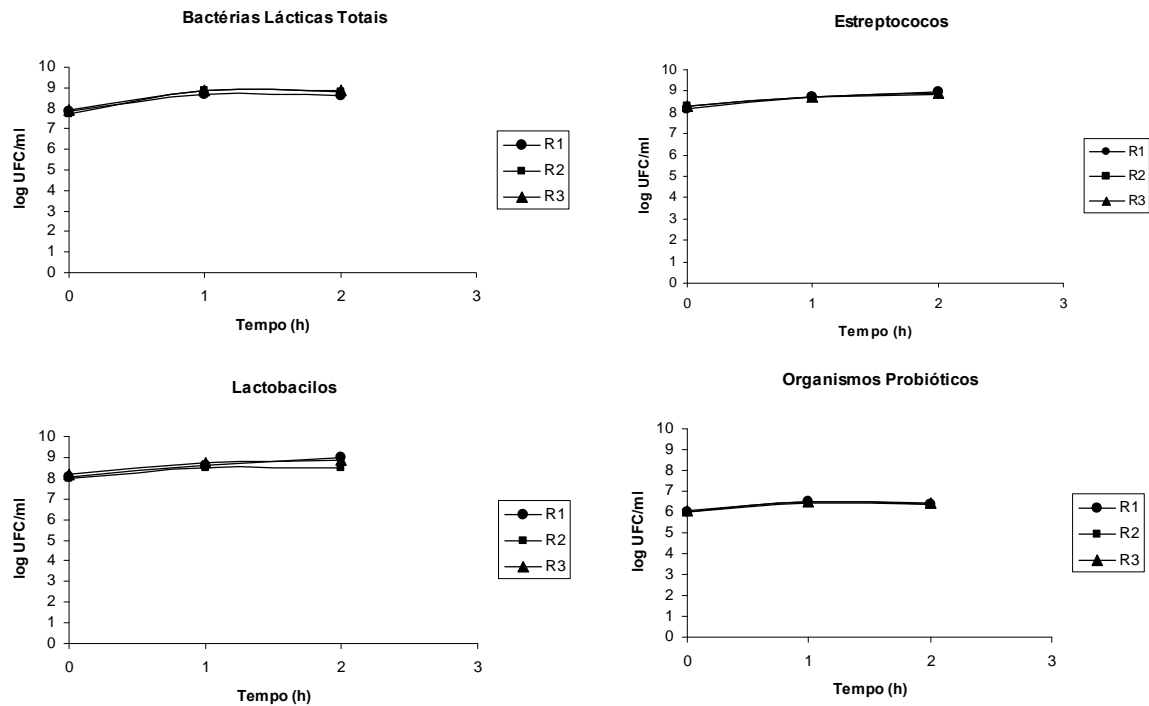 Bactérias Lácticas Totais
10
9
8
7
6
5
4
3
2
1
0
0 1 2 3
log UFC/ml
Tempo (h)
R1
R2
R3
Estreptococos
10
9
8
7
6
5
4
3
2
1
0
0 1 2 3
log UFC/ml
Tempo (h)
R1
R2
R3
Lactobacilos
10
9
8
7
6
5
4
3
2
1
0
0 1 2 3
log UFC/ml
Tempo (h)
R1
R2
R3
Organismos Probióticos
10
9
8
7
6
5
4
3
2
1
0
0 1 2 3
log UFC/ml
Tempo (h)
R1
R2
R3